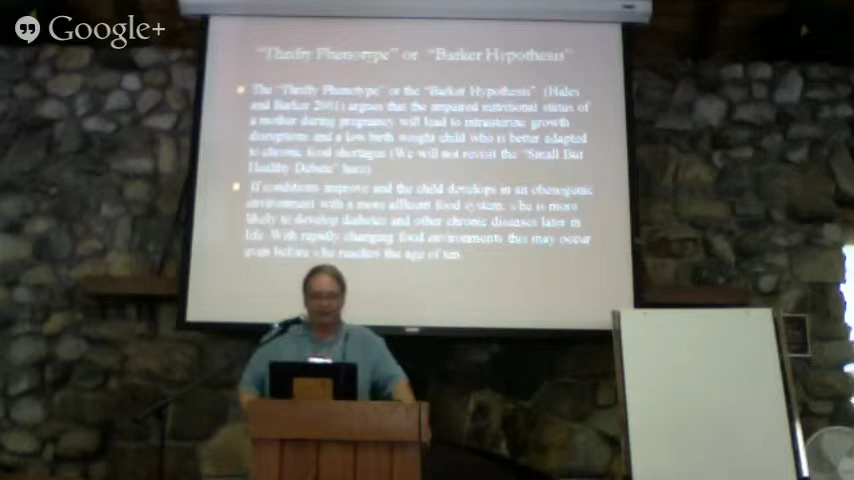 Google+
"Thrifty Phenotype" or "Barker Hypothesis"
The "Thrifty Phenotype" or the "Barker Hypothesis" (Hales
and Barker 2001) argues that the impaired nutritional status of
a mother during pregnancy will lead to intrauterine growth
disruptions and a low birth weight child who is better adapted
to chronic food shortages (We will not revisit the "Small But
Healthy Debate" here)
If conditions improve and the child develops in an obesogenic
environment with a more affluent food system, s/he is more
likely to develop diabetes and other chronic diseases later in
life. With rapidly changing food environments this may occur
even before s/he reaches the age of ten.